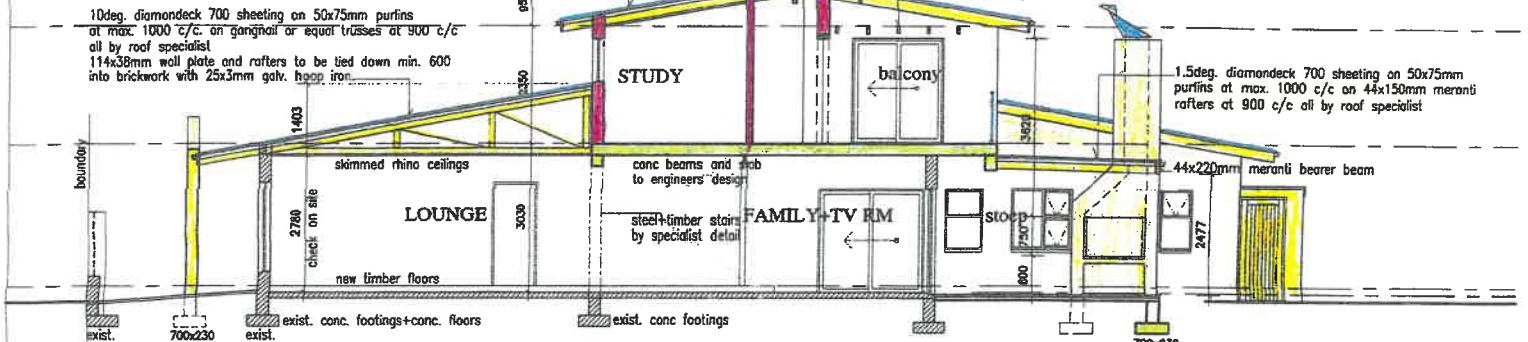 10deg. diamondeck 700 sheeting on 50x75mm purlins
at max. 1000 c/c. on gangnail or equal trusses at 900 c/c
all by roof specialist
114x38mm wall plate and rafters to be tied down min. 600
into brickwork with 25x3mm galv. hoop iron
95
2350
STUDY
balcony
1.5deg. diamondeck 700 sheeting on 50x75mm
purlins at max. 1000 c/c on 44x150mm meranti
rafters at 900 c/c all by roof specialist
1403
3620
boundary
skimmed rhino ceilings
conc beams and slab
to engineers design
44x220mm meranti bearer beam
2780
check on site
LOUNGE
3030
steel+timber stairs
by specialist detail
FAMILY+TV RM
stoep
750
600
2477
new timber floors
exist.
700x230
exist.
exist. conc. footings+conc. floors
exist. conc footings